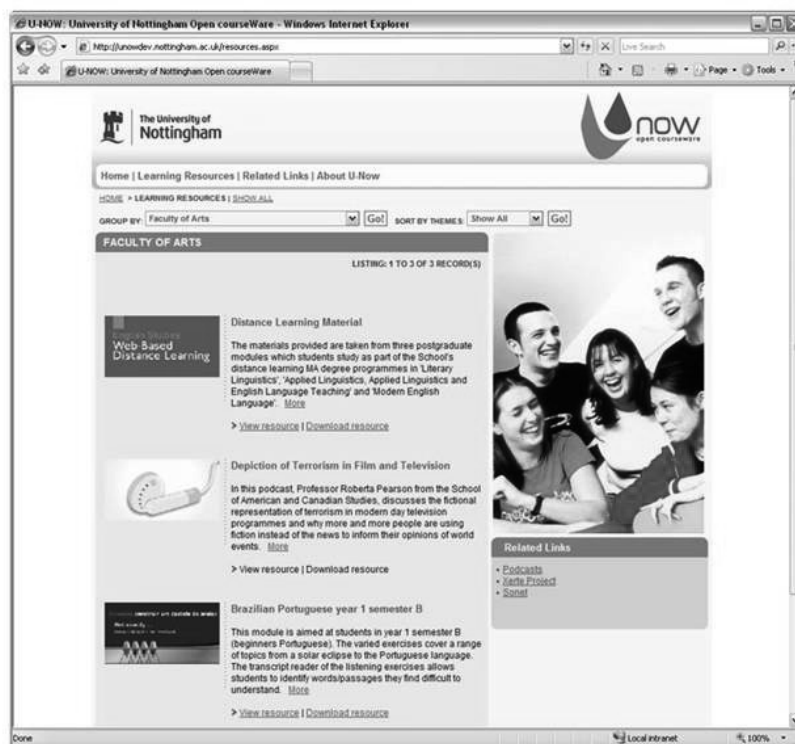 U-NOW: University of Nottingham Open courseWare - Windows Internet Explorer
http://unowdev.nottingham.ac.uk/resources.aspx
Live Search
U-NOW: University of Nottingham Open courseWare
Page
Tools
The University of
Nottingham
now
open courseware
Home | Learning Resources | Related Links | About U-Now
HOME > LEARNING RESOURCES | SHOW ALL
GROUP BY: Faculty of Arts Go! SORT BY THEMES: Show All Go!
FACULTY OF ARTS
LISTING: 1 TO 3 OF 3 RECORD(S)
English Studies
Web-Based
Distance Learning
Distance Learning Material
The materials provided are taken from three postgraduate
modules which students study as part of the School's
distance learning MA degree programmes in 'Literary
Linguistics', 'Applied Linguistics, Applied Linguistics and
English Language Teaching' and 'Modern English
Language'. More
> View resource | Download resource
Depiction of Terrorism in Film and Television
In this podcast, Professor Roberta Pearson from the School
of American and Canadian Studies, discusses the fictional
representation of terrorism in modern day television
programmes and why more and more people are using
fiction instead of the news to inform their opinions of world
events. More
> View resource | Download resource
Brazilian Portuguese year 1 semester B
This module is aimed at students in year 1 semester B
(beginners Portuguese). The varied exercises cover a range
of topics from a solar eclipse to the Portuguese language.
The transcript reader of the listening exercises allows
students to identify words/passages they find difficult to
understand. More
> View resource | Download resource
Related Links
• Podcasts
• Xerte Project
• Sonet
Done
Local intranet
100%